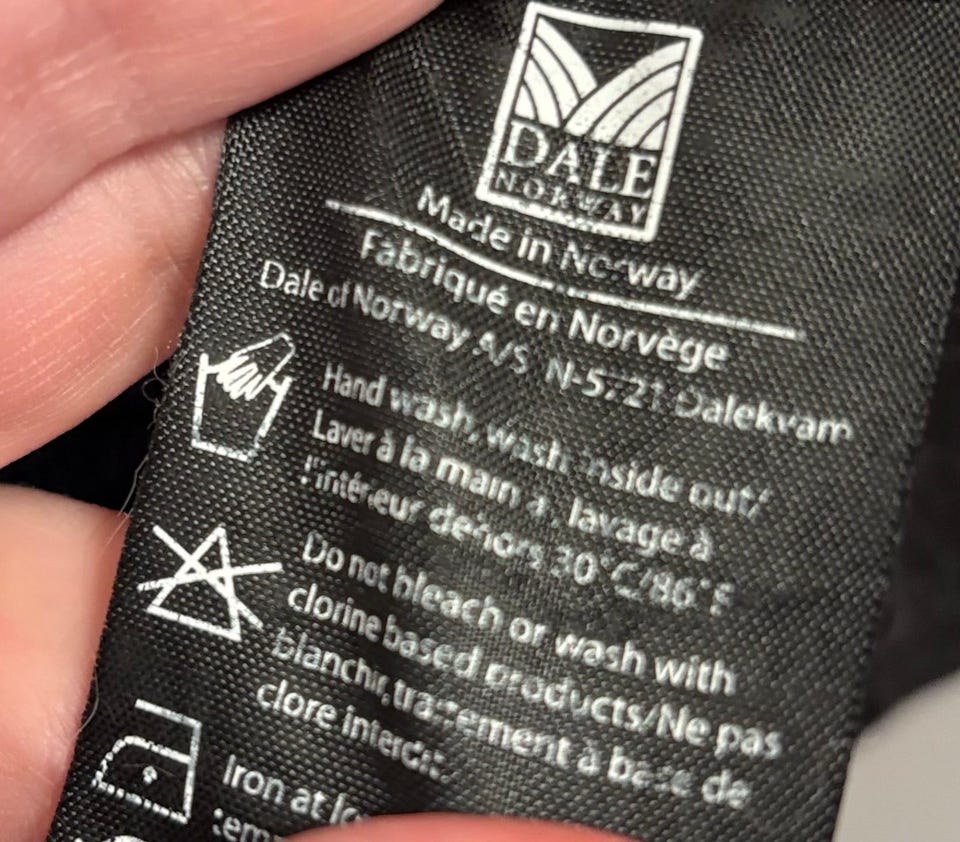 DALE
NORWAY
Made in Norway
Fabriqué en Norvège
Dale of Norway A/S N-5721 Dalekvam
Hand wash, wash inside out/
Laver à la main à lavage à
l'intérieur dehors 30°C/86°F
Do not bleach or wash with
clorine based products/Ne pas
blanchir, traitement à base de
clore interdit
Iron at